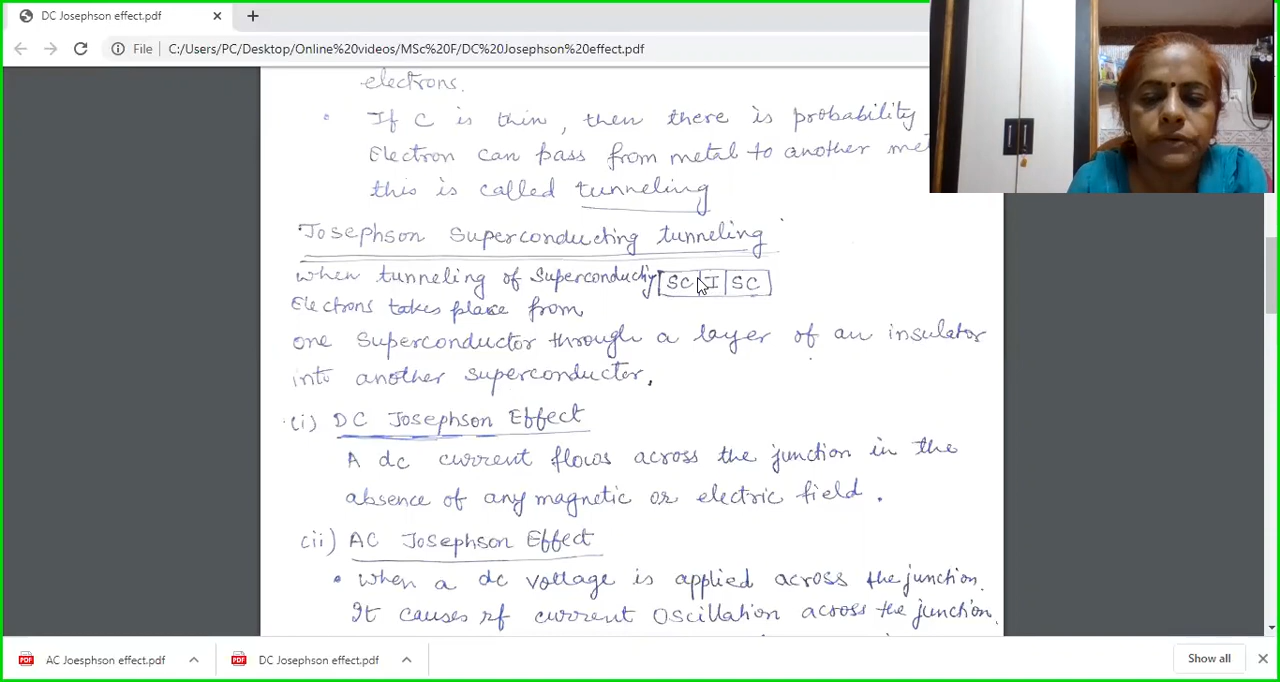 DC Josephson effect.pdf
File | C:/Users/PC/Desktop/Online%20videos/MSc%20F/DC%20Josephson%20effect.pdf
electrons.
• If C is thin, then there is probability
Electron can pass from metal to another
this is called tunneling
Josephson Superconducting tunneling
when tunneling of Superconducting SC I SC
Electrons takes place from
one superconductor through a layer of an insulator
into another superconductor.
(i) DC Josephson Effect
A dc current flows across the junction in the
absence of any magnetic or electric field.
(ii) AC Josephson Effect
• When a dc voltage is applied across the junction.
It causes rf current oscillation across the junction.
AC Joesphson effect.pdf DC Josephson effect.pdf Show all